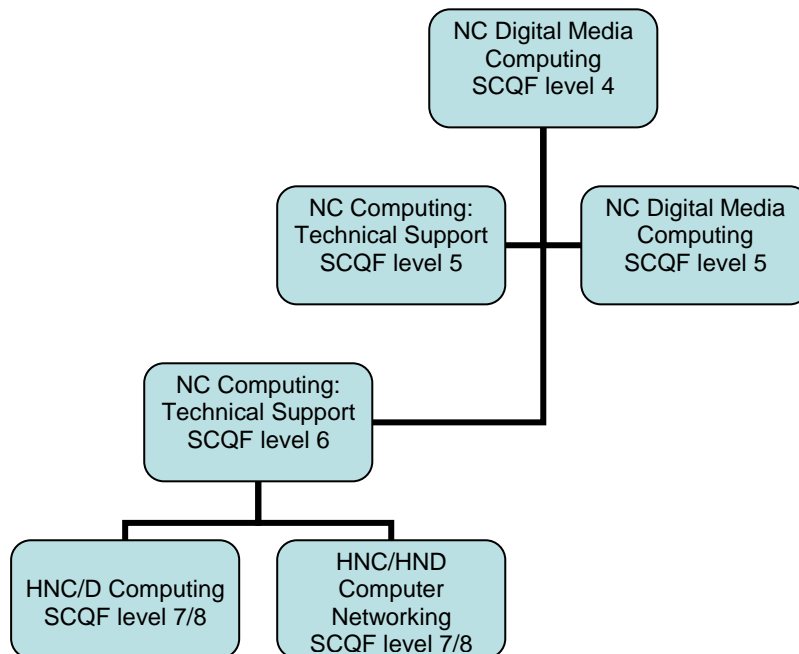 NC Digital Media
Computing
SCQF level 4
NC Computing:
Technical Support
SCQF level 5
NC Digital Media
Computing
SCQF level 5
NC Computing:
Technical Support
SCQF level 6
HNC/D Computing
SCQF level 7/8
HNC/HND
Computer
Networking
SCQF level 7/8